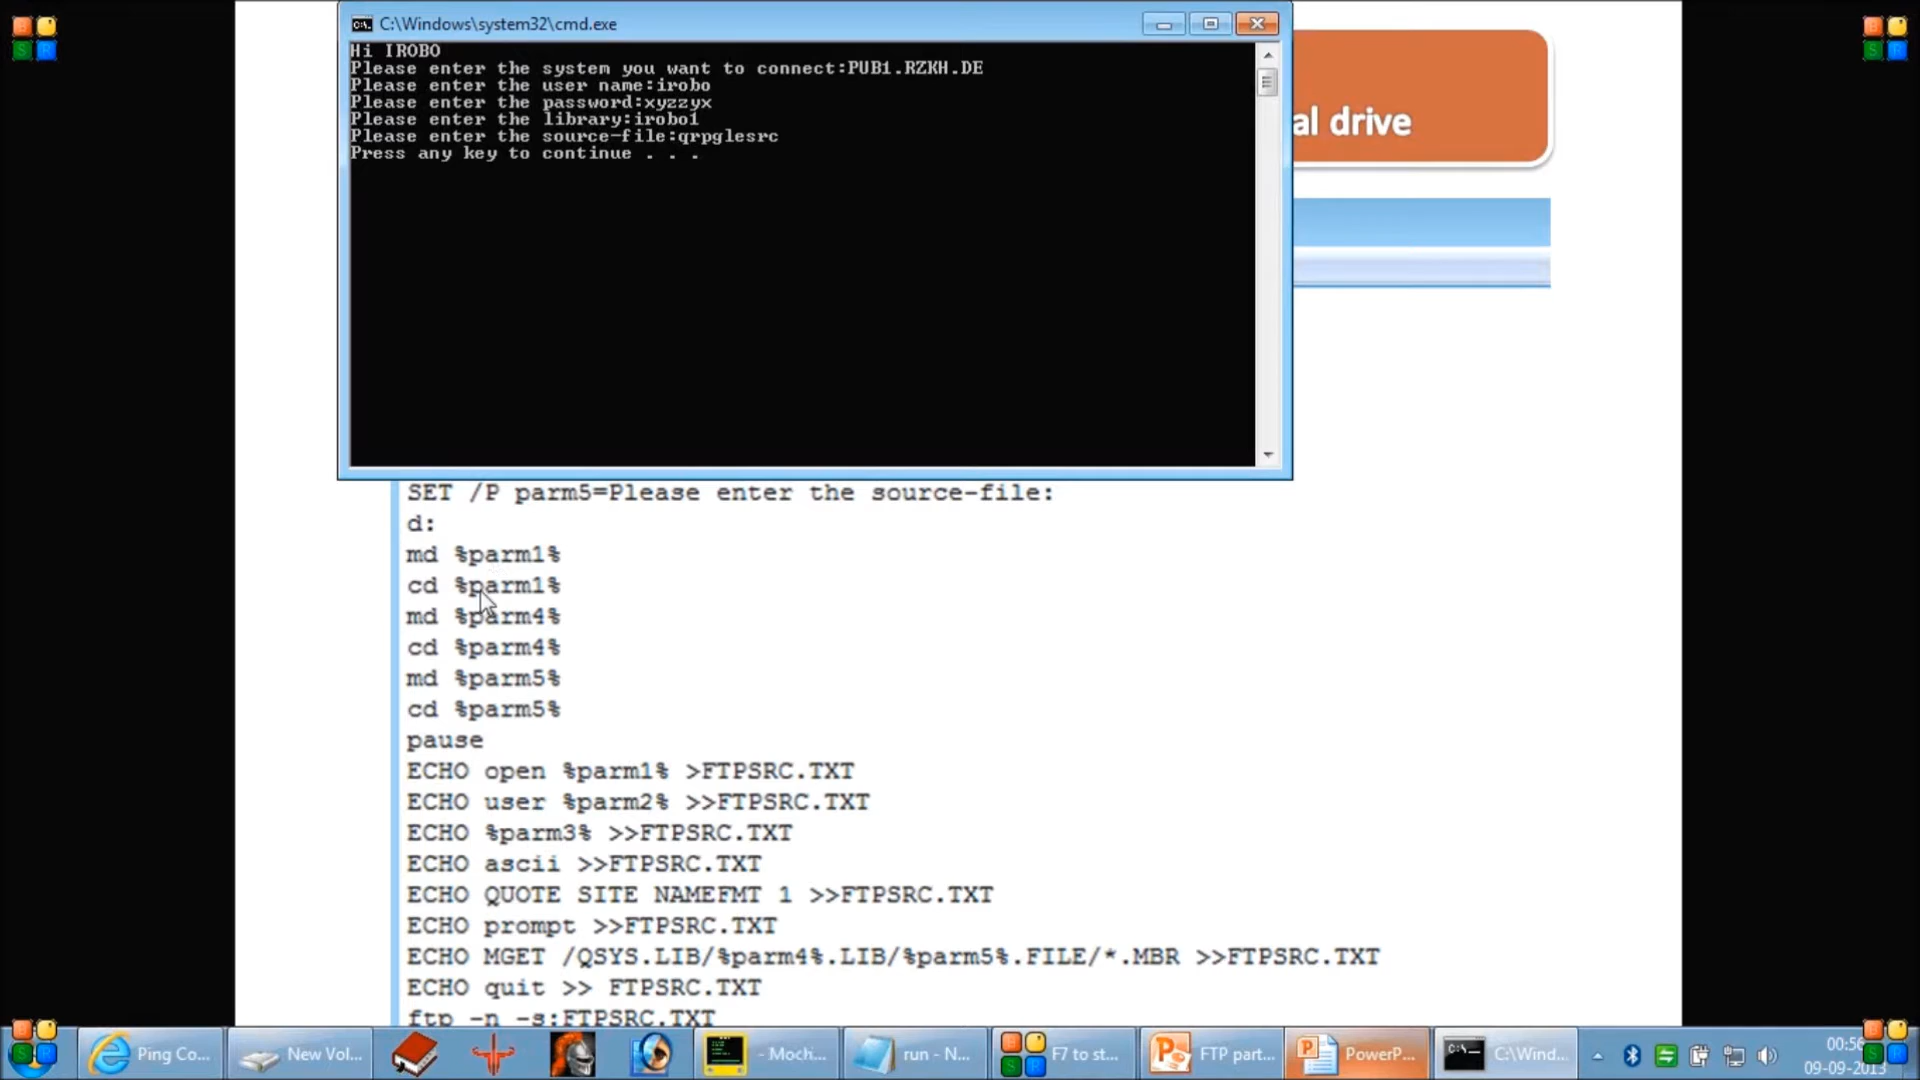 C:\Windows\system32\cmd.exe
Hi IROBO
Please enter the system you want to connect:PUB1.RZKH.DE
Please enter the user name:irobo
Please enter the password:xyzzyx
Please enter the library:irobo1
Please enter the source-file:qrpglesrc
Press any key to continue . . .
al drive
SET /P parm5=Please enter the source-file:
d:
md %parm1%
cd %parm1%
md %parm4%
cd %parm4%
md %parm5%
cd %parm5%
pause
ECHO open %parm1% >FTPSRC.TXT
ECHO user %parm2% >>FTPSRC.TXT
ECHO %parm3% >>FTPSRC.TXT
ECHO ascii >>FTPSRC.TXT
ECHO QUOTE SITE NAMEFMT 1 >>FTPSRC.TXT
ECHO prompt >>FTPSRC.TXT
ECHO MGET /QSYS.LIB/%parm4%.LIB/%parm5%.FILE/*.MBR >>FTPSRC.TXT
ECHO quit >> FTPSRC.TXT
ftp -n -s:FTPSRC.TXT
Ping Co...
New Vol...
- Moch...
run - N...
F7 to st...
FTP part...
PowerP...
C:\Wind...
00:56
09-09-2013